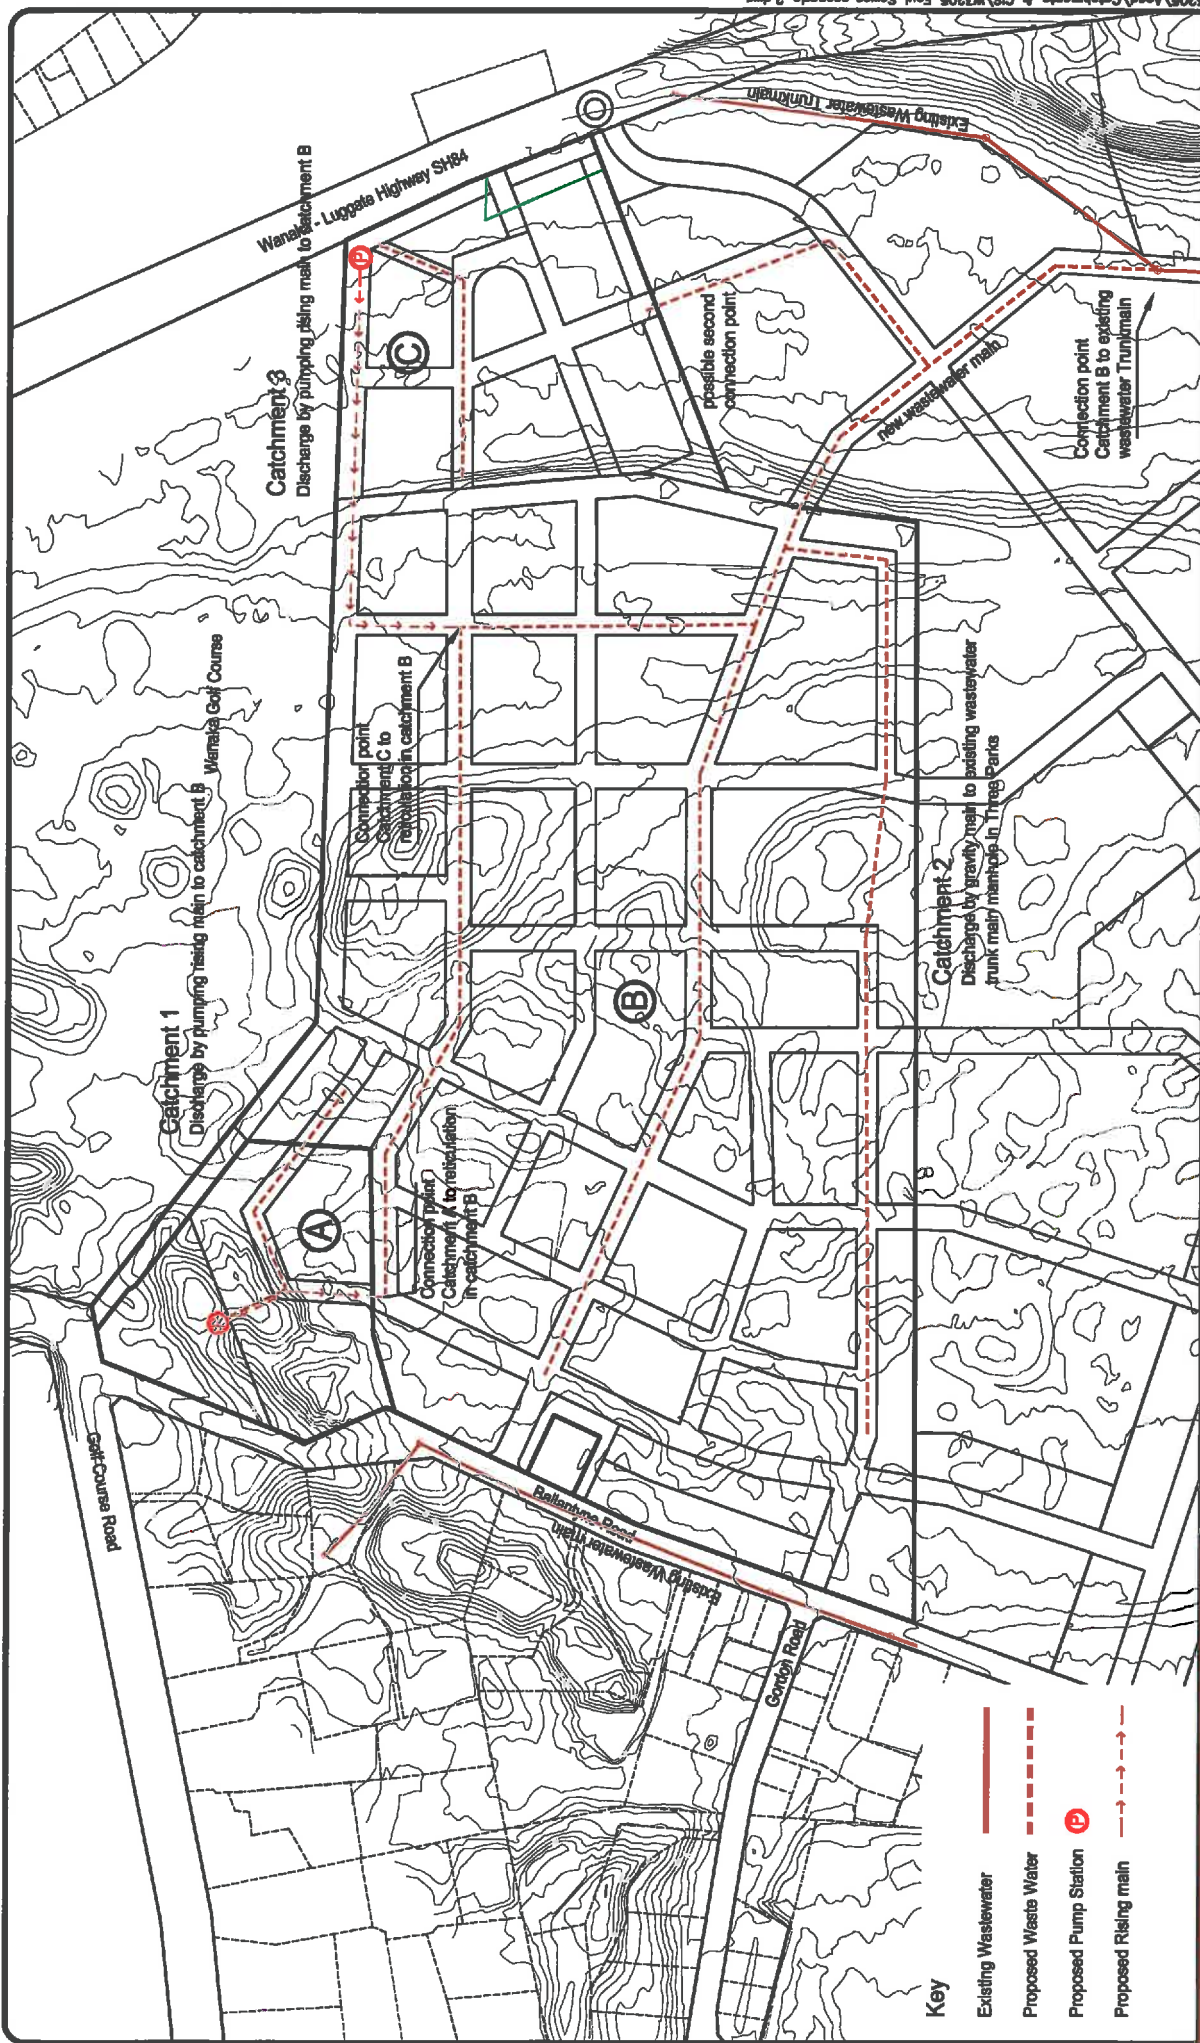 Wanaka - Luggate Highway SH84
Existing Wastewater Trunkmain
Catchment 3
Discharge by pumping rising main to catchment B
C
possible second
connection point
new wastewater main
Connection point
Catchment B to existing
wastewater Trunkmain
Wanaka Golf Course
Connection point
Catchment C to
reticulation in catchment B
Catchment 1
Discharge by pumping rising main to catchment B
A
Connection point
Catchment A to reticulation
in catchment B
B
Catchment 2
Discharge by gravity main to existing wastewater
trunk main manhole in Three Parks
Golf Course Road
Ballantyne Road
Existing Wastewater main
Gordon Road
Key
Existing Wastewater
Proposed Waste Water
Proposed Pump Station
P
Proposed Rising main
P